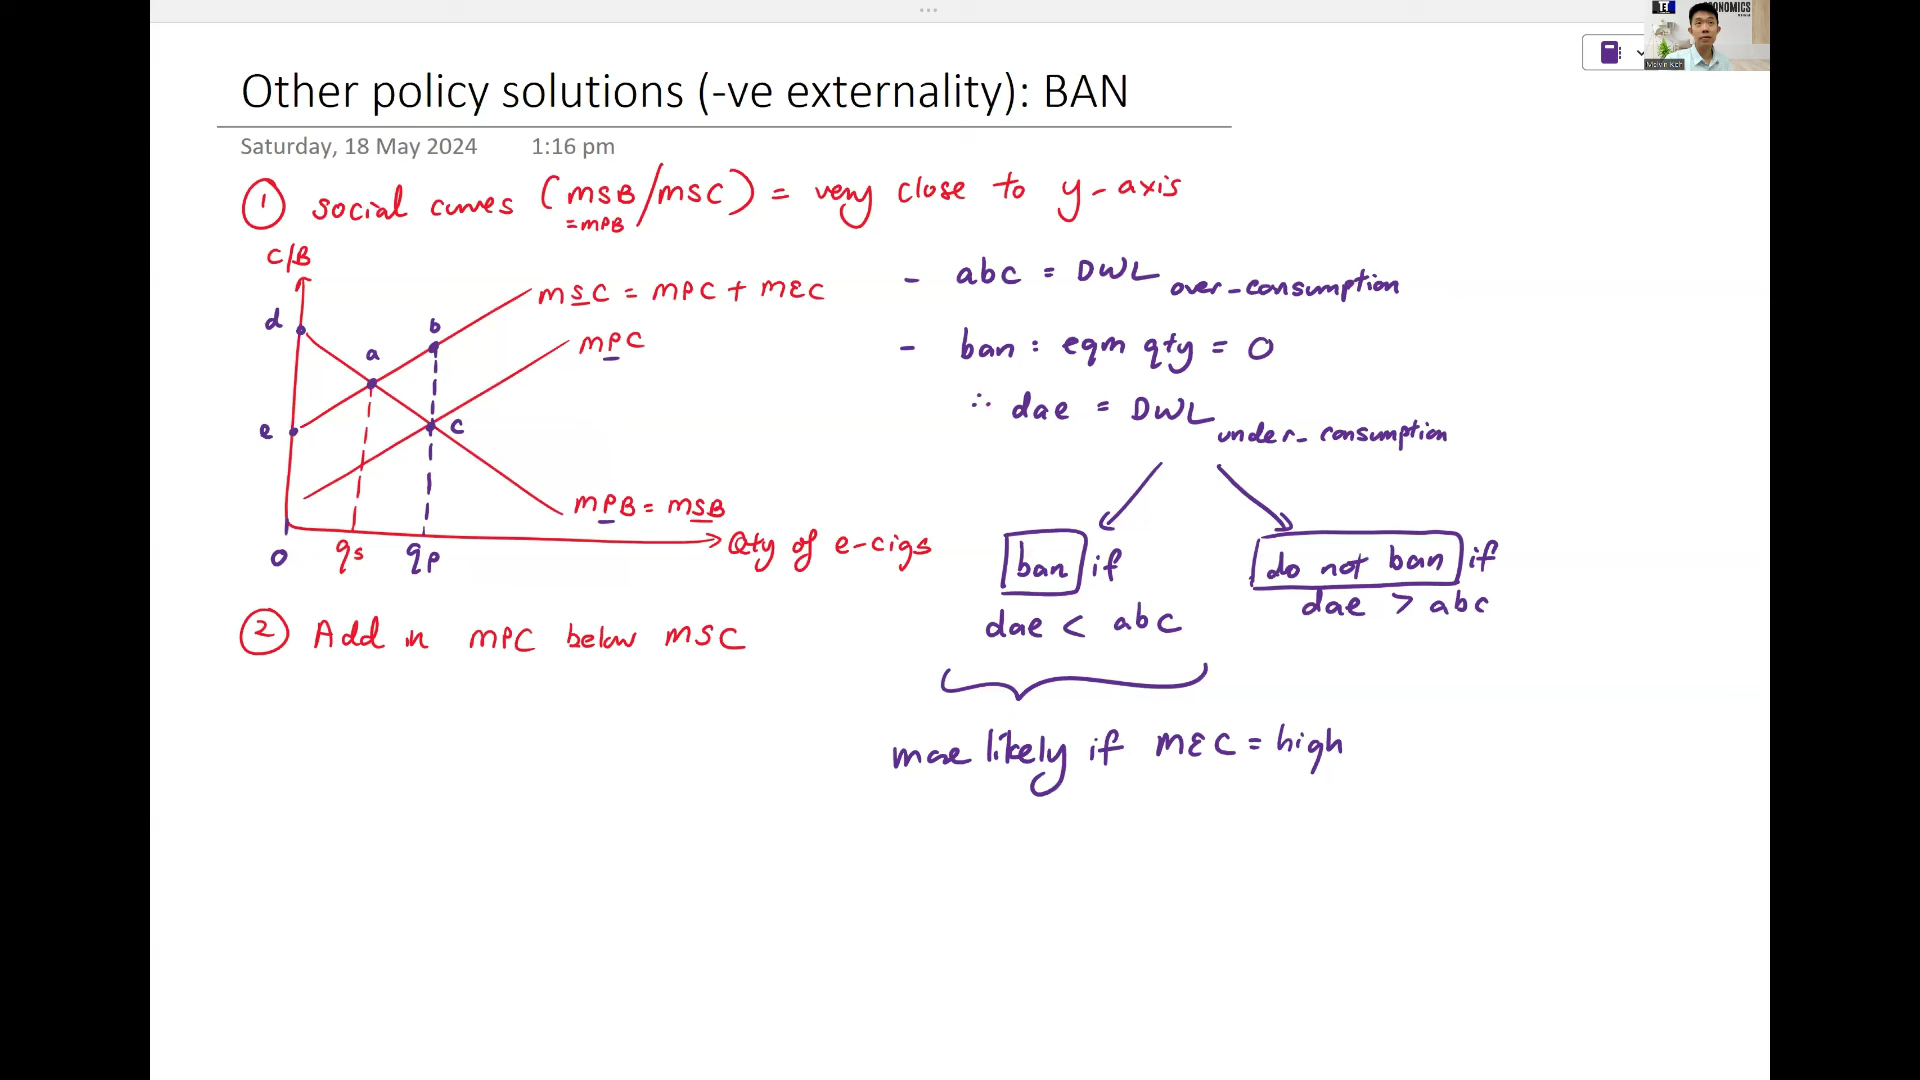 Other policy solutions (-ve externality): BAN
Saturday, 18 May 2024 1:16 pm
① social curves (MSB/MSC) = very close to y-axis
=MPB
C/B
d
e
a
b
c
MSC = MPC + MEC
MPC
MPB = MSB
0
qs
qp
Qty of e-cigs
② Add in MPC below MSC
- abc = DWL over-consumption
- ban : eqm qty = 0
∴ dae = DWL under-consumption
ban if
dae < abc
do not ban if
dae > abc
more likely if MEC = high
ECONOMICS